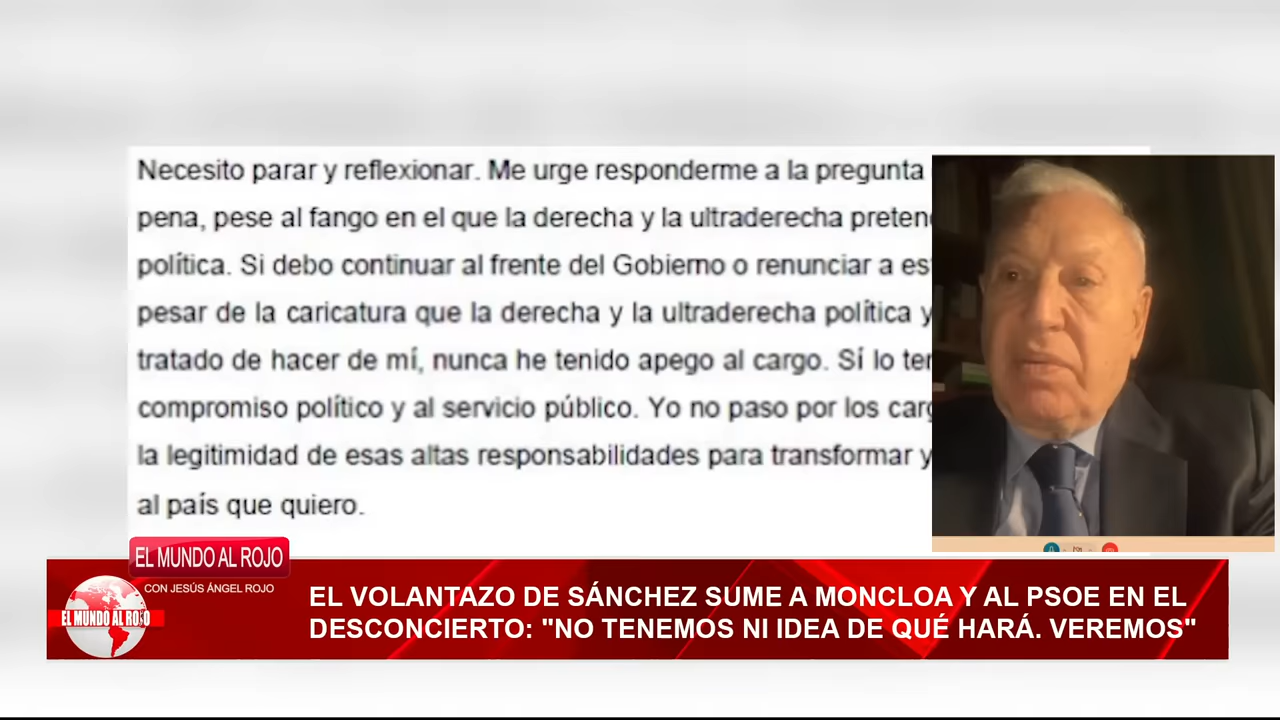 Necesito parar y reflexionar. Me urge responderme a la pregunta
pena, pese al fango en el que la derecha y la ultraderecha
política. Si debo continuar al frente del Gobierno o renunciar a
pesar de la caricatura que la derecha y la ultraderecha política y
tratado de hacer de mí, nunca he tenido apego al cargo. Sí lo
compromiso político y al servicio público. Yo no paso por los
la legitimidad de esas altas responsabilidades para transformar y
al país que quiero.
EL MUNDO AL ROJO
CON JESÚS ÁNGEL ROJO
EL MUNDO AL ROJO
EL VOLANTAZO DE SÁNCHEZ SUME A MONCLOA Y AL PSOE EN EL
DESCONCIERTO: "NO TENEMOS NI IDEA DE QUÉ HARÁ. VEREMOS"